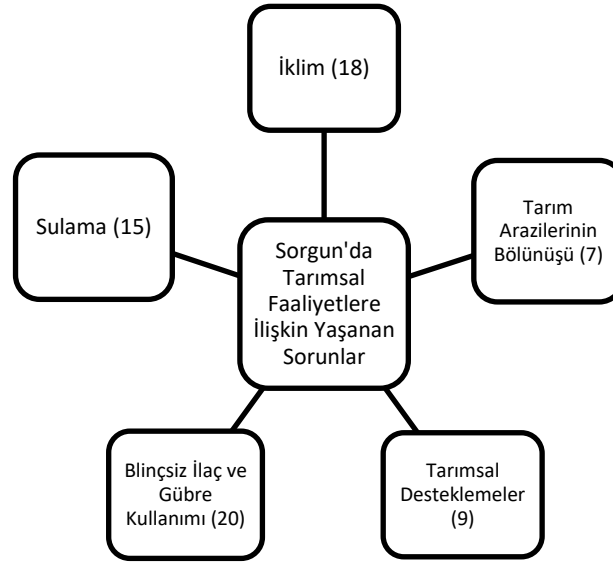 İklim (18)
Sulama (15)
Tarım
Arazilerinin
Bölünüşü (7)
Sorgun'da
Tarımsal
Faaliyetlere
İlişkin Yaşanan
Sorunlar
Blinçsiz İlaç ve
Gübre
Kullanımı (20)
Tarımsal
Desteklemeler
(9)